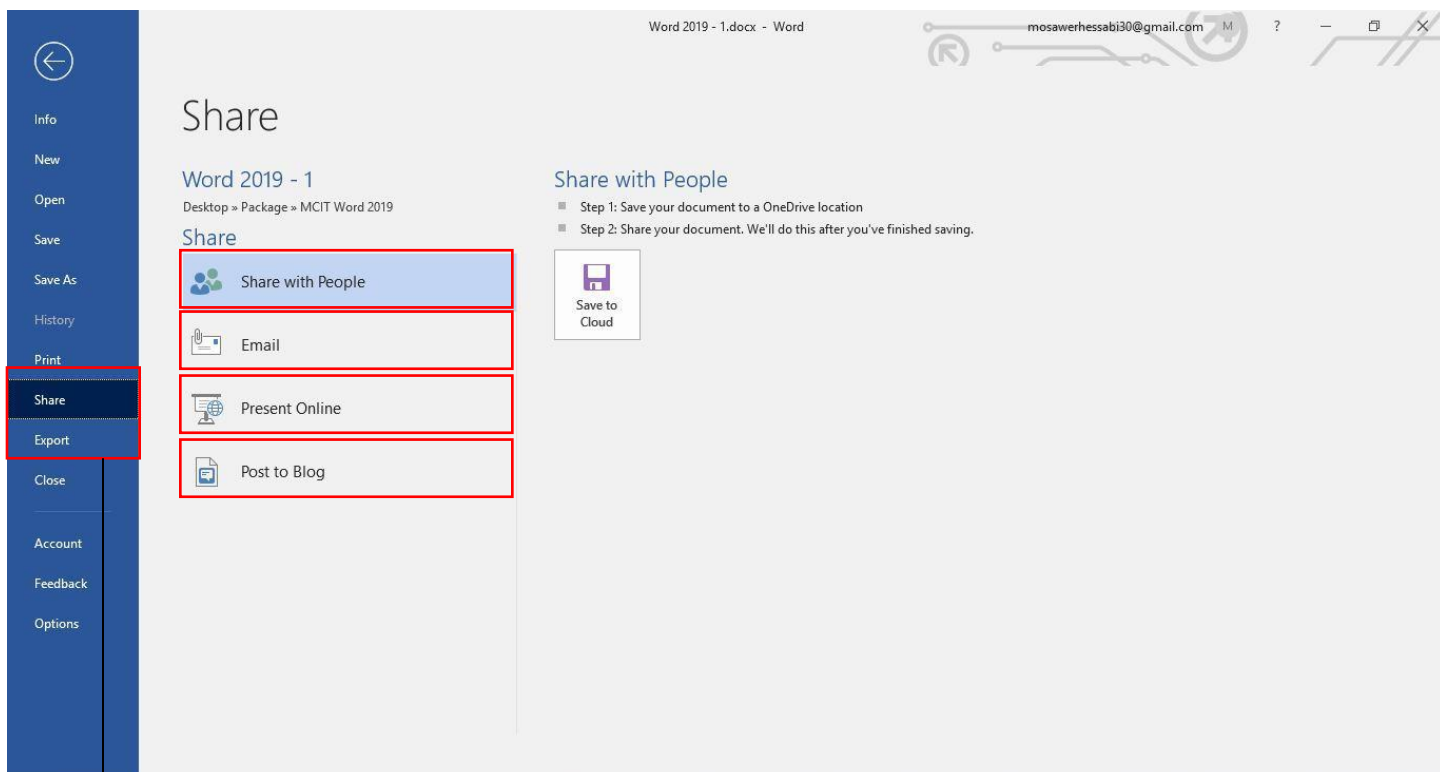 Word 2019 - 1.docx - Word
mosawerhessabi30@gmail.com M ?
Info
New
Open
Save
Save As
History
Print
Share
Export
Close
Account
Feedback
Options
Share
Word 2019 - 1
Desktop » Package » MCIT Word 2019
Share
Share with People
Email
Present Online
Post to Blog
Share with People
Step 1: Save your document to a OneDrive location
Step 2: Share your document. We'll do this after you've finished saving.
Save to
Cloud